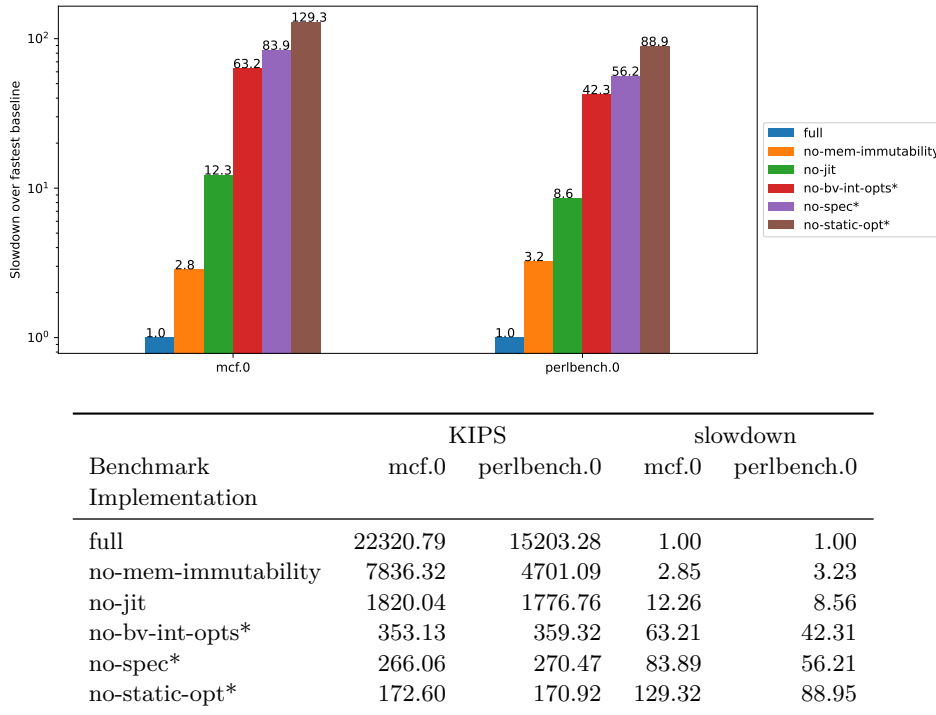 129.3
88.9
10²
83.9
63.2
56.2
42.3
Slowdown over fastest baseline
full
no-mem-immutability
no-jit
no-bv-int-opts*
no-spec*
no-static-opt*
12.3
10¹
8.6
2.8
3.2
10⁰
1.0
1.0
mcf.0
perlbench.0
KIPS slowdown
Benchmark mcf.0 perlbench.0 mcf.0 perlbench.0
Implementation
full 22320.79 15203.28 1.00 1.00
no-mem-immutability 7836.32 4701.09 2.85 3.23
no-jit 1820.04 1776.76 12.26 8.56
no-bv-int-opts* 353.13 359.32 63.21 42.31
no-spec* 266.06 270.47 83.89 56.21
no-static-opt* 172.60 170.92 129.32 88.95